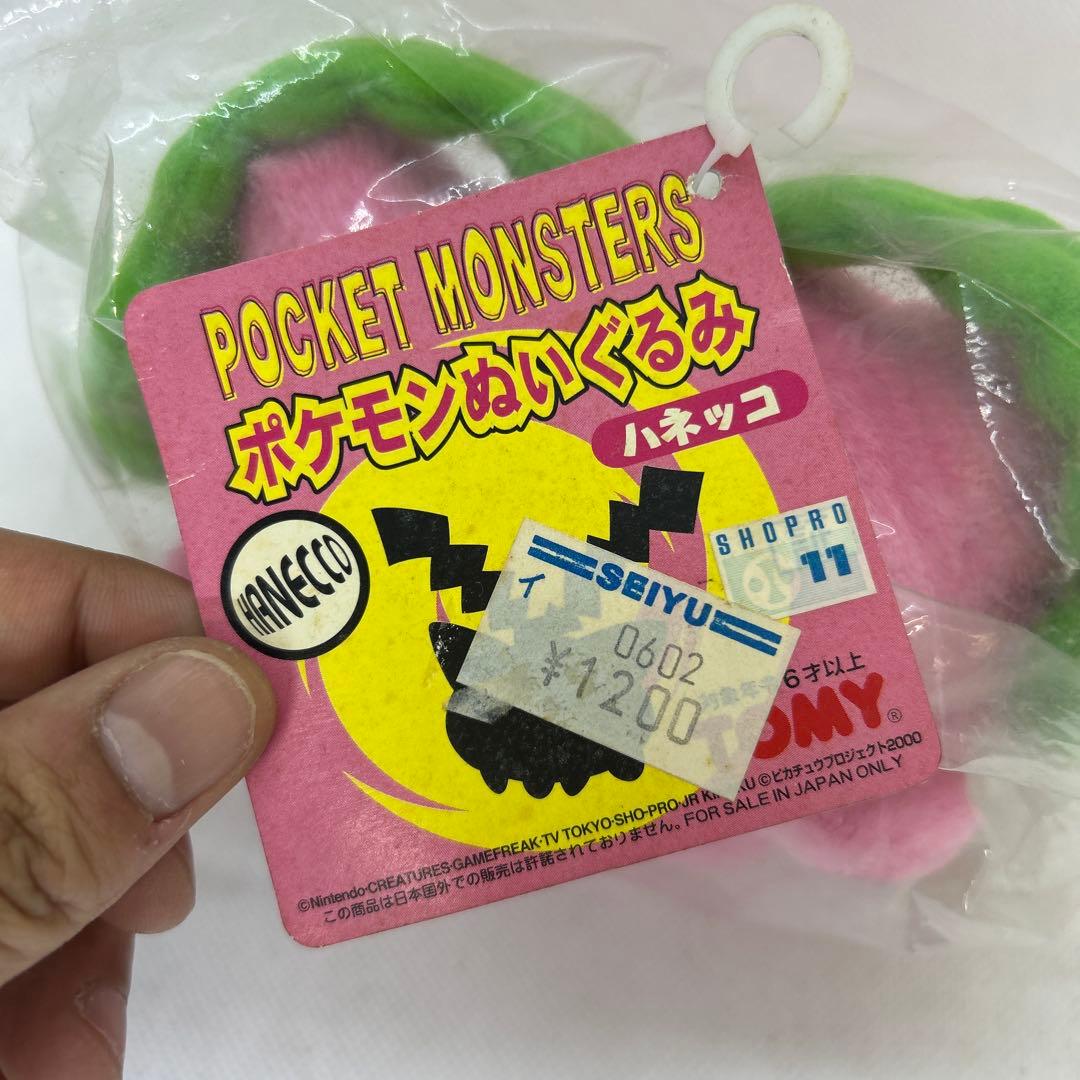 POCKET MONSTERS
ポケモンぬいぐるみ
ハネッコ
HANECCO
SHOPRO
11
イ
SEIYU
0602
¥1200
6才以上
TOMY®
©Nintendo·CREATURES·GAMEFREAK·TV TOKYO·SHO-PRO·JR KIKAKU ©ピカチュウプロジェクト2000
この商品は日本国外での販売は許諾されておりません。FOR SALE IN JAPAN ONLY